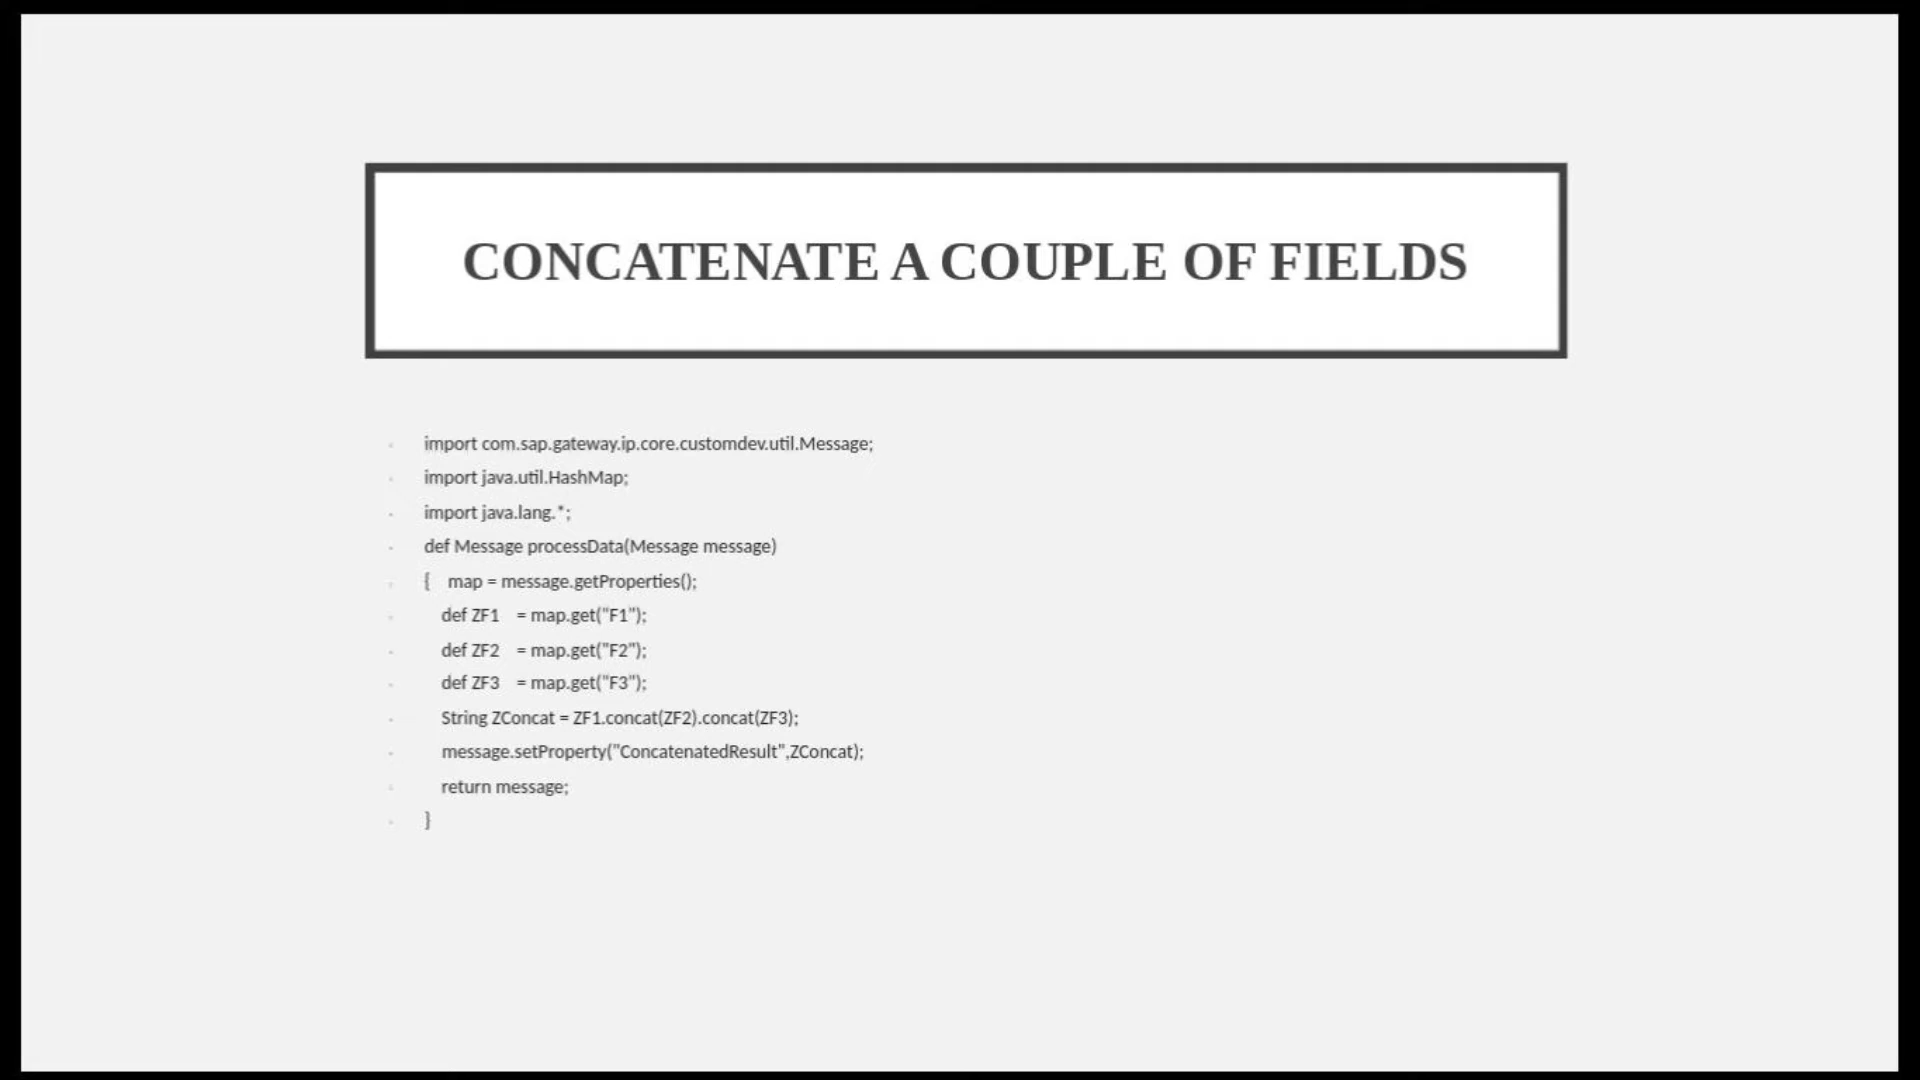 CONCATENATE A COUPLE OF FIELDS
import com.sap.gateway.ip.core.customdev.util.Message;
import java.util.HashMap;
import java.lang.*;
def Message processData(Message message)
{    map = message.getProperties();
    def ZF1    = map.get("F1");
    def ZF2    = map.get("F2");
    def ZF3    = map.get("F3");
    String ZConcat = ZF1.concat(ZF2).concat(ZF3);
    message.setProperty("ConcatenatedResult",ZConcat);
    return message;
}